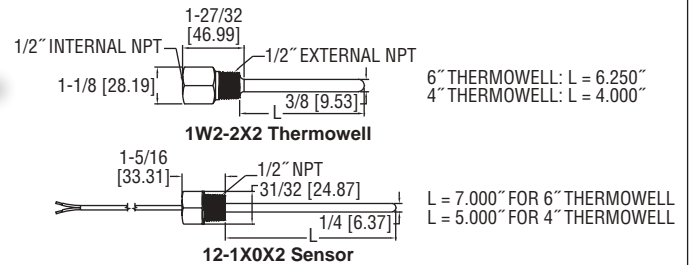 1-27/32
[46.99]
1/2˝ INTERNAL NPT
1/2˝ EXTERNAL NPT
1-1/8 [28.19]
3/8 [9.53]
L
6˝ THERMOWELL: L = 6.250˝
4˝ THERMOWELL: L = 4.000˝
1W2-2X2 Thermowell
1-5/16
[33.31]
1/2˝ NPT
31/32 [24.87]
1/4 [6.37]
L
L = 7.000˝ FOR 6˝ THERMOWELL
L = 5.000˝ FOR 4˝ THERMOWELL
12-1X0X2 Sensor